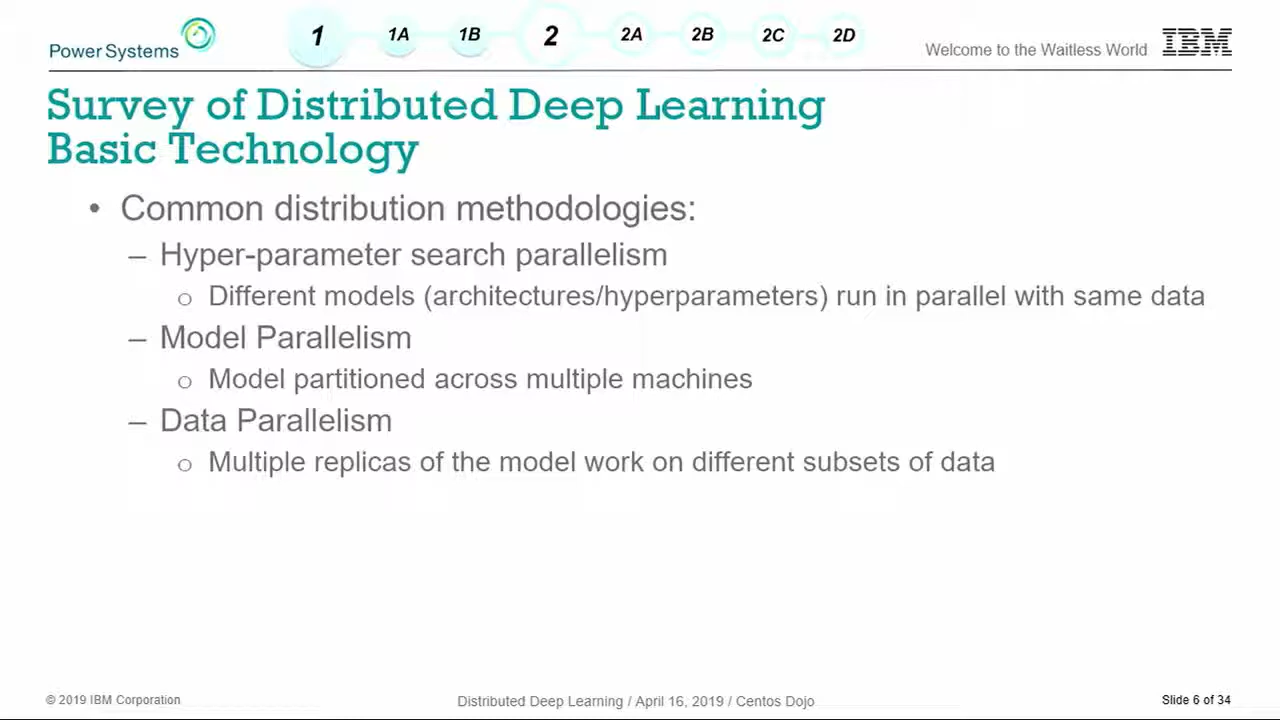 Power Systems
1 1A 1B 2 2A 2B 2C 2D
Welcome to the Waitless World IBM
Survey of Distributed Deep Learning
Basic Technology
• Common distribution methodologies:
– Hyper-parameter search parallelism
o Different models (architectures/hyperparameters) run in parallel with same data
– Model Parallelism
o Model partitioned across multiple machines
– Data Parallelism
o Multiple replicas of the model work on different subsets of data
© 2019 IBM Corporation
Distributed Deep Learning / April 16, 2019 / Centos Dojo
Slide 6 of 34